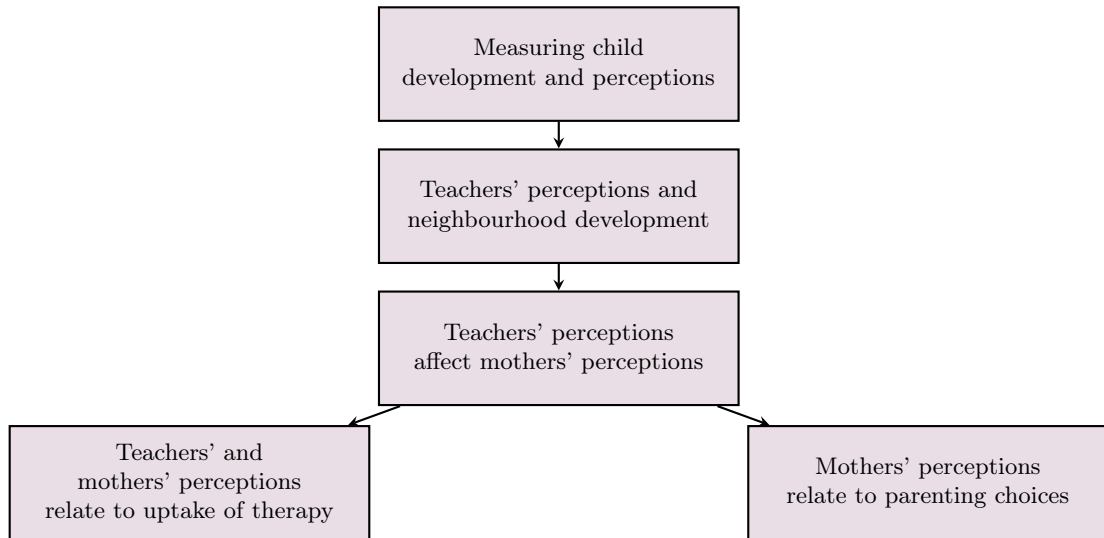 Measuring child
development and perceptions
Teachers’ perceptions and
neighbourhood development
Teachers’ perceptions
affect mothers’ perceptions
Teachers’ and
mothers’ perceptions
relate to uptake of therapy
Mothers’ perceptions
relate to parenting choices